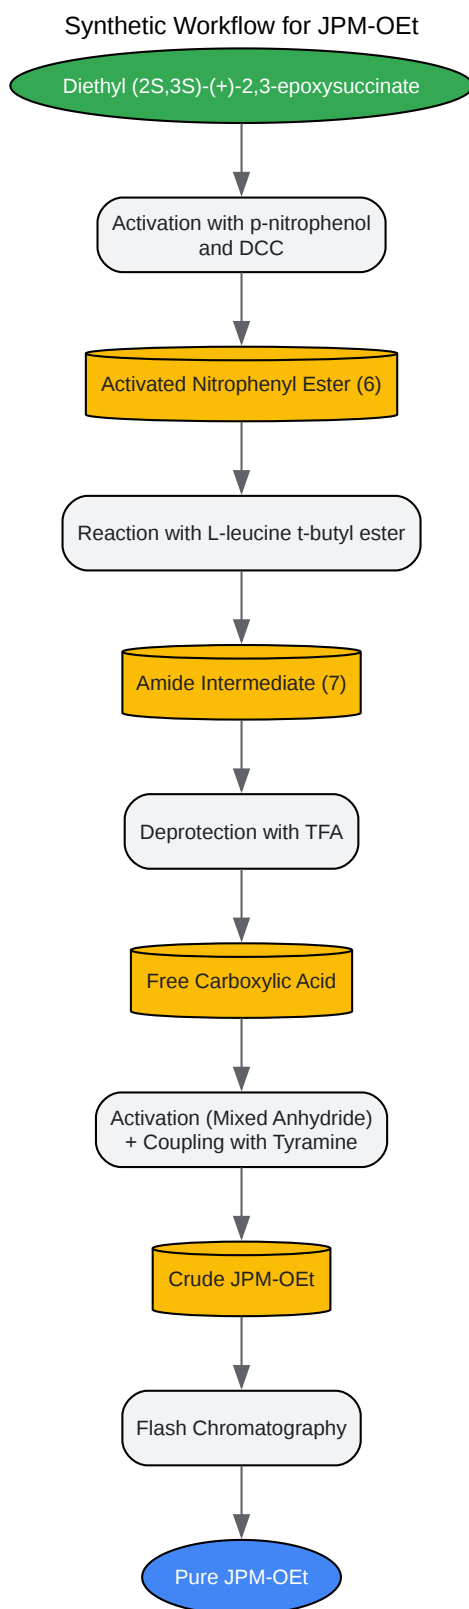 Synthetic Workflow for JPM-OEt
Diethyl (2S,3S)-(+)-2,3-epoxysuccinate
Activation with p-nitrophenol
and DCC
Activated Nitrophenyl Ester (6)
Reaction with L-leucine t-butyl ester
Amide Intermediate (7)
Deprotection with TFA
Free Carboxylic Acid
Activation (Mixed Anhydride)
+ Coupling with Tyramine
Crude JPM-OEt
Flash Chromatography
Pure JPM-OEt